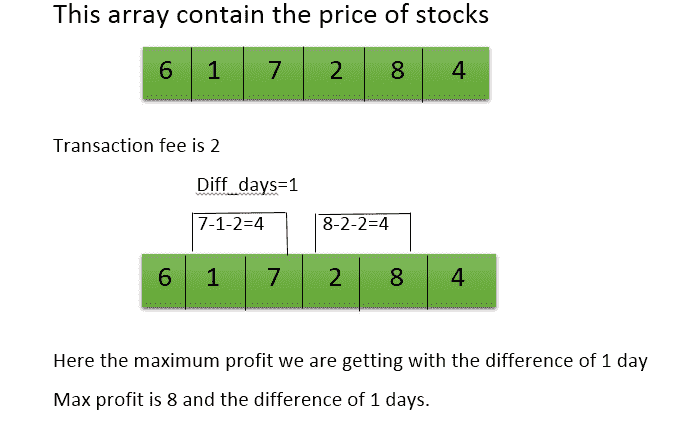 This array contain the price of stocks
6 1 7 2 8 4
Transaction fee is 2
Diff_days=1
7-1-2=4 8-2-2=4
6 1 7 2 8 4
Here the maximum profit we are getting with the difference of 1 day
Max profit is 8 and the difference of 1 days.